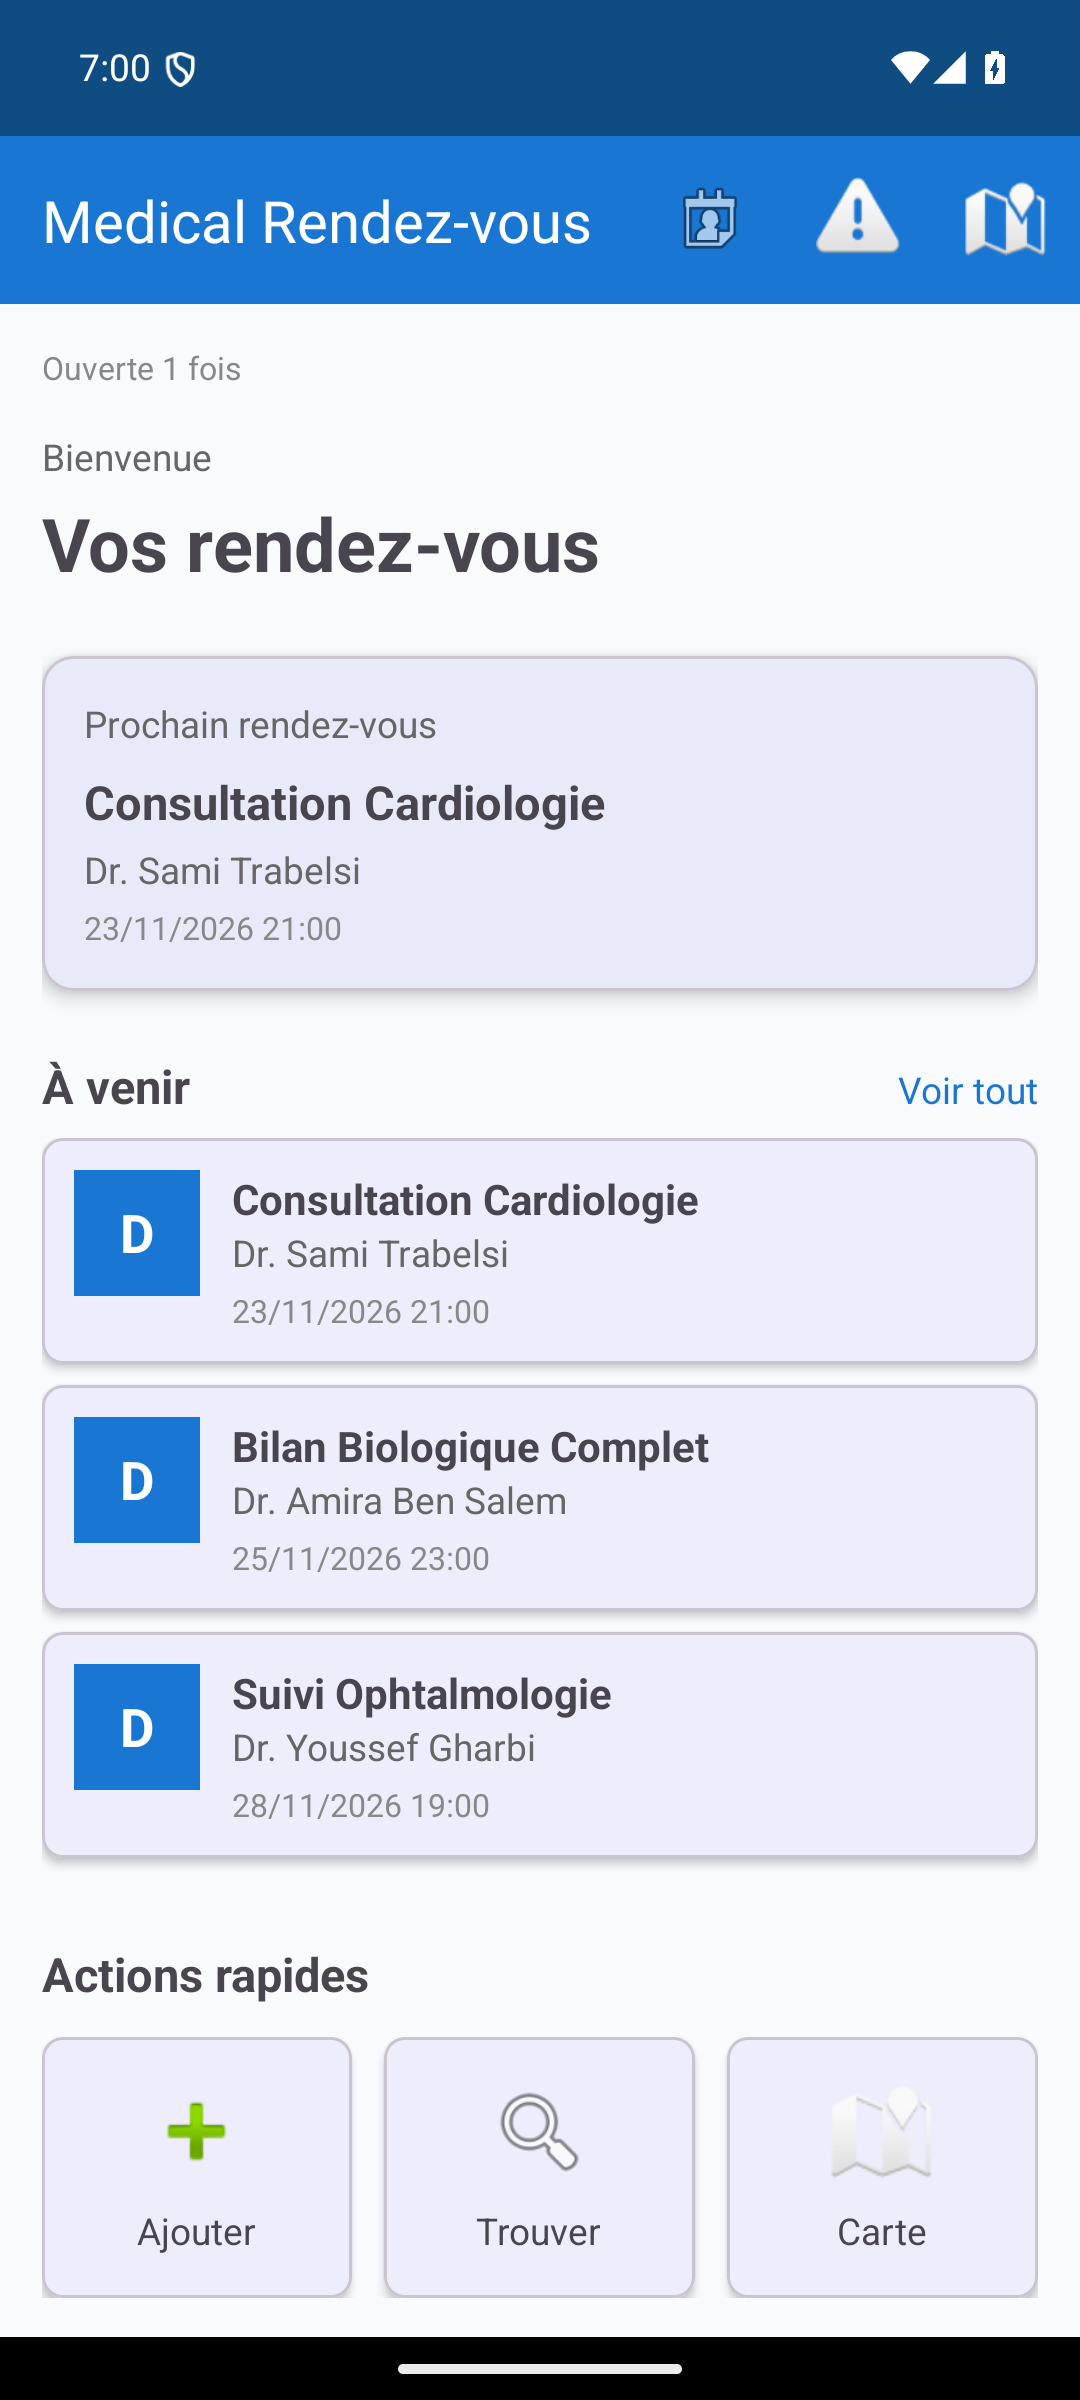 7:00
Medical Rendez-vous
Ouverte 1 fois
Bienvenue
Vos rendez-vous
Prochain rendez-vous
Consultation Cardiologie
Dr. Sami Trabelsi
23/11/2026 21:00
À venir
Voir tout
D
Consultation Cardiologie
Dr. Sami Trabelsi
23/11/2026 21:00
D
Bilan Biologique Complet
Dr. Amira Ben Salem
25/11/2026 23:00
D
Suivi Ophtalmologie
Dr. Youssef Gharbi
28/11/2026 19:00
Actions rapides
Ajouter
Trouver
Carte